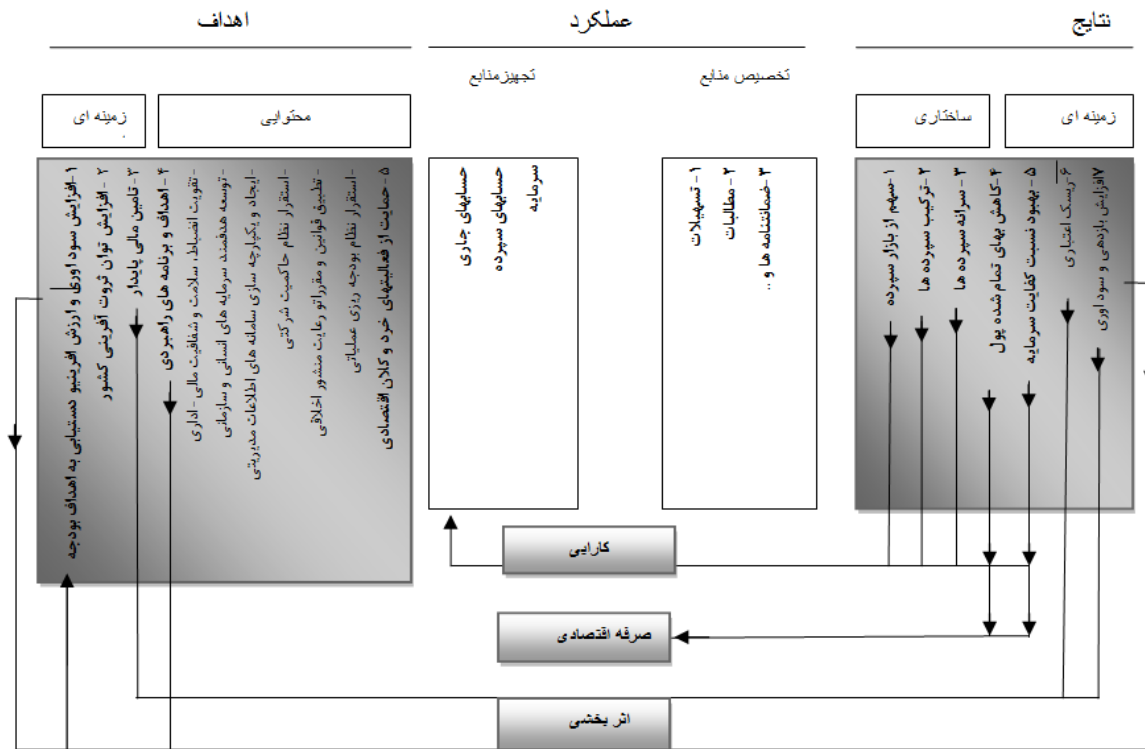 نتایج
عملکرد
اهداف
تخصیص منابع
تجهیزمنابع
زمینه ای
ساختاری
محتوایی
زمینه ای
.
۷افزایش بازدهی و سود اوری
۶-ریسک اعتباری
۵- بهبود نسبت کفایت سرمایه
۴-کاهش بهای تمام شده پول
۳- سرانه سپرده ها
۲-ترکیب سپرده ها
۱-سهم از بازار سپرده
۳-ضمانتنامه ها و ..
۲- مطالبات
۱- تسهیلات
سرمایه
حسابهای سپرده
حسابهای جاری
۵- حمایت از فعالیتهای خرد و کلان اقتصادی
-استقرار نظام بودجه ریزی عملیاتی
- تطبیق قوانین و مقرراتو رعایت منشور اخلاقی
-استقرار نظام حاکمیت شرکتی
-ایجاد و یکپارچه سازی سامانه های اطلاعات مدیریتی
-توسعه هدفمند سرمایه های انسانی و سازمانی
-تقویت انضباط، سلامت و شفافیت مالی -اداری
۴- اهداف و برنامه های راهبردی
۳- تامین مالی پایدار
۲- افزایش توان ثروت آفرینی کشور
۱-افزایش سود اوری و ارزش افرینیو دستیابی به اهداف بودجه
کارایی
صرفه اقتصادی
اثر بخشی